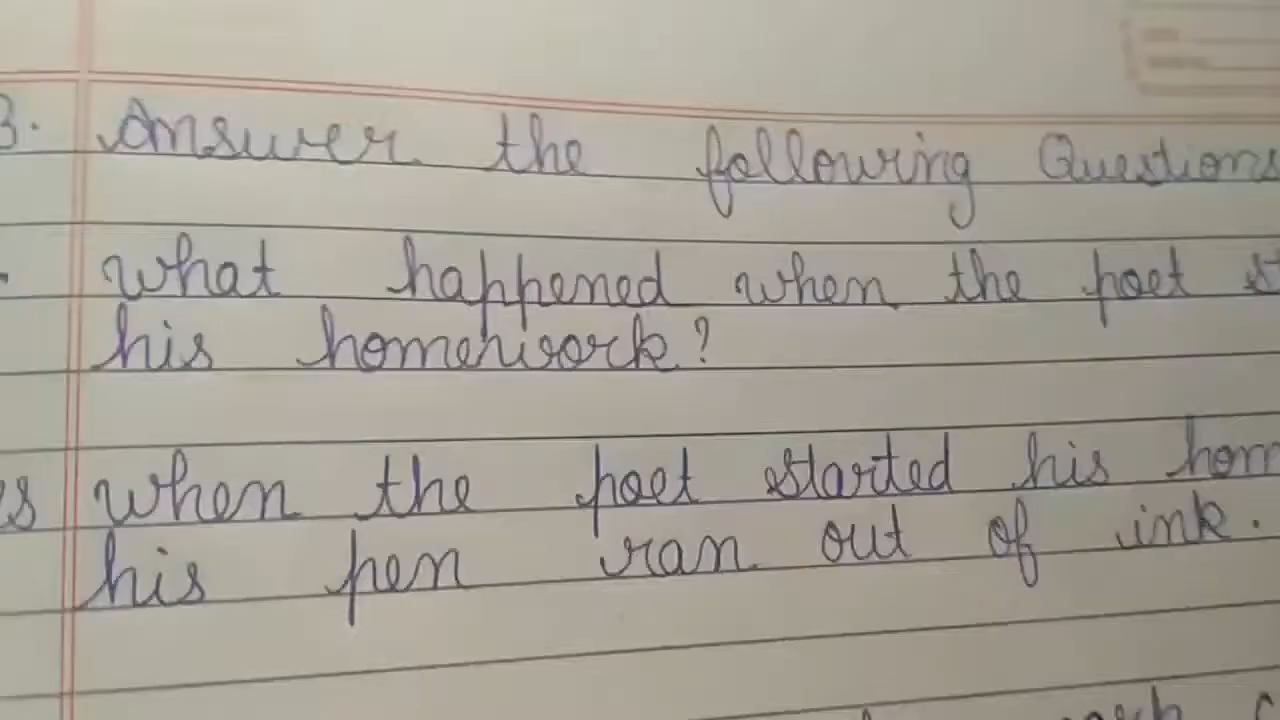 3. Answer the following Questions
what happened when the poet
his homework?
when the poet started his
his pen ran out of ink.